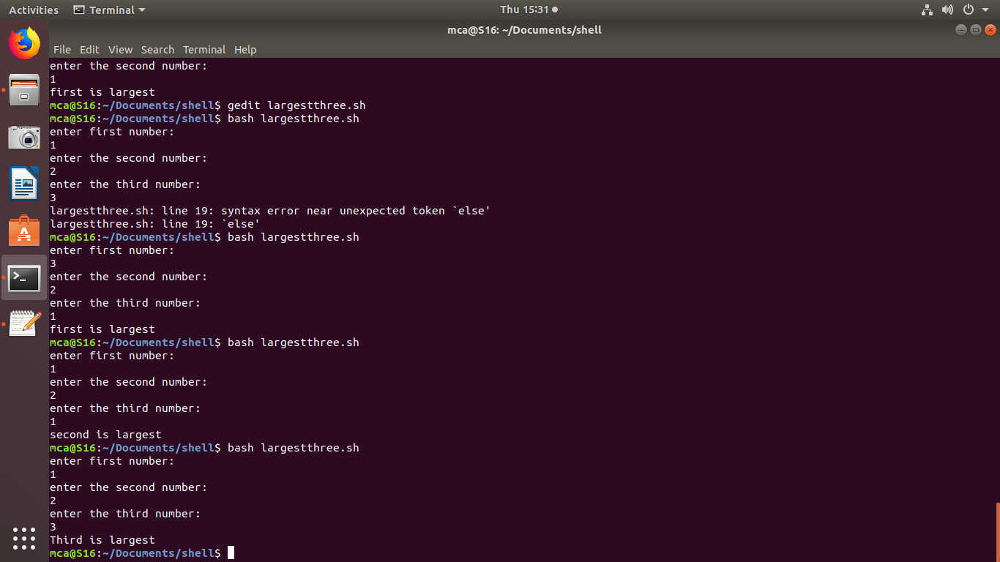 Activities Terminal Thu 15:31
mca@S16: ~/Documents/shell
File Edit View Search Terminal Help
enter the second number:
1
first is largest
mca@S16:~/Documents/shell$ gedit largestthree.sh
mca@S16:~/Documents/shell$ bash largestthree.sh
enter first number:
1
enter the second number:
2
enter the third number:
3
largestthree.sh: line 19: syntax error near unexpected token `else'
largestthree.sh: line 19: `else'
mca@S16:~/Documents/shell$ bash largestthree.sh
enter first number:
3
enter the second number:
2
enter the third number:
1
first is largest
mca@S16:~/Documents/shell$ bash largestthree.sh
enter first number:
1
enter the second number:
2
enter the third number:
1
second is largest
mca@S16:~/Documents/shell$ bash largestthree.sh
enter first number:
1
enter the second number:
2
enter the third number:
3
Third is largest
mca@S16:~/Documents/shell$